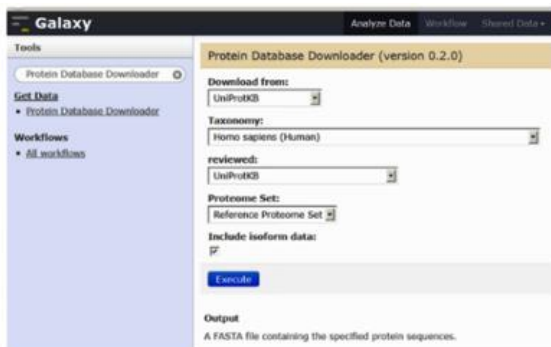 Galaxy
Analyze Data Workflow Shared Data
Tools
Protein Database Downloader
Get Data
Protein Database Downloader
Workflows
All workflows
Protein Database Downloader (version 0.2.0)
Download from:
UniProtKB
Taxonomy:
Homo sapiens (Human)
reviewed:
UniProtKB
Proteome Set:
Reference Proteome Set
Include isoform data:
Execute
Output
A FASTA file containing the specified protein sequences.